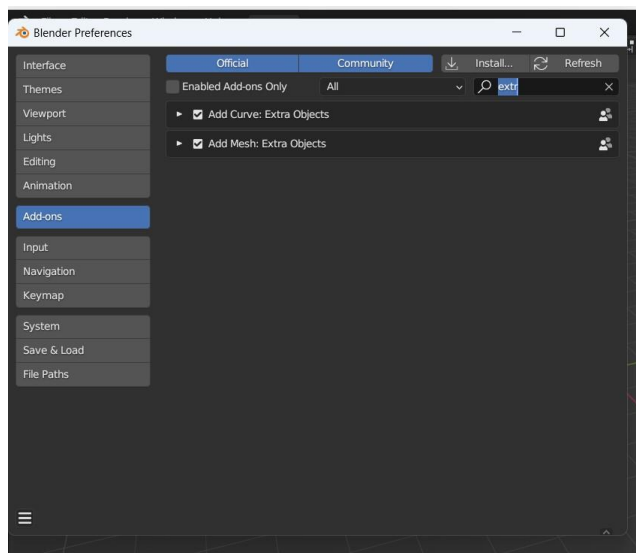 Blender Preferences
Interface
Themes
Viewport
Lights
Editing
Animation
Add-ons
Input
Navigation
Keymap
System
Save & Load
File Paths
Official Community Install... Refresh
Enabled Add-ons Only All extr
Add Curve: Extra Objects
Add Mesh: Extra Objects